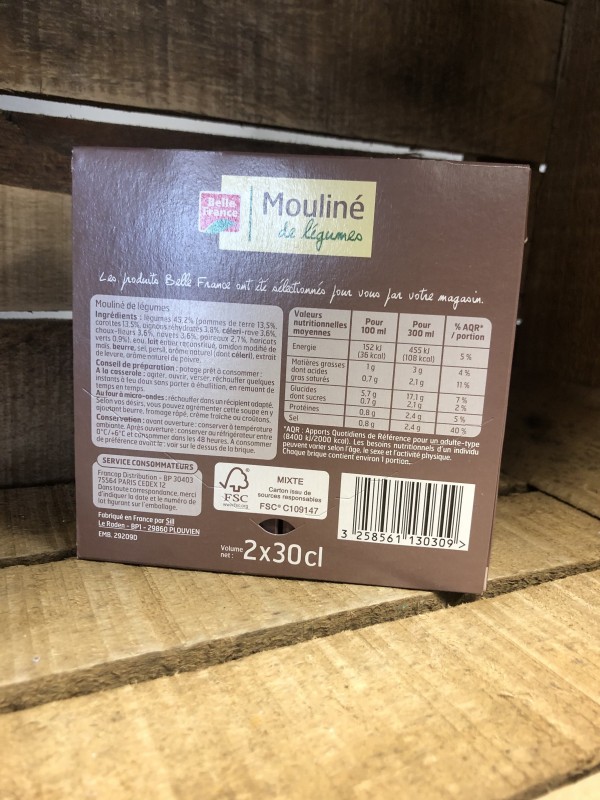 Belle
France
Mouliné
de légumes
Les produits Belle France ont été sélectionnés pour vous par votre magasin.
Mouliné de légumes
Ingrédients : légumes 43,2% (pommes de terre 13,5%,
carottes 13,5%, oignons réhydratés 3,8%, céleri-rave 3,6%,
choux-fleurs 3,6%, navets 3,6%, poireaux 2,7%, haricots
verts 0,9%), eau, lait entier reconstitué, amidon modifié de
maïs, beurre, sel, persil, arôme naturel (dont céleri), extrait
de levure, arôme naturel de poivre.
Conseil de préparation : potage prêt à consommer :
A la casserole : agiter, ouvrir, verser, réchauffer quelques
instants à feu doux sans porter à ébullition, en remuant de
temps en temps.
Au four à micro-ondes : réchauffer dans un récipient adapté.
Selon vos désirs, vous pouvez agrémenter cette soupe en y
ajoutant beurre, fromage râpé, crème fraîche ou croûtons.
Conservation : avant ouverture : conserver à température
ambiante. Après ouverture : conserver au réfrigérateur entre
0°C/+6°C et consommer dans les 48 heures. A consommer
de préférence avant le : voir sur le dessus de la brique.
Valeurs nutritionnelles moyennes | Pour 100 ml | Pour 300 ml | % AQR* / portion
Energie | 152 kJ (36 kcal) | 455 kJ (108 kcal) | 5 %
Matières grasses | 1 g | 3 g | 4 %
dont acides gras saturés | 0,7 g | 2,1 g | 11 %
Glucides | 5,7 g | 17,1 g | 7 %
dont sucres | 0,7 g | 2,1 g | 2 %
Protéines | 0,8 g | 2,4 g | 5 %
Sel | 0,8 g | 2,4 g | 40 %
*AQR : Apports Quotidiens de Référence pour un adulte-type
(8400 kJ/2000 kcal). Les besoins nutritionnels d'un individu
peuvent varier selon l'âge, le sexe et l'activité physique.
Chaque brique contient environ 1 portion.
SERVICE CONSOMMATEURS
Francap Distribution - BP 30403
75564 PARIS CEDEX 12
Dans toute correspondance, merci
d'indiquer la date et le numéro de
lot figurant sur l'emballage.
FSC
www.fsc.org
MIXTE
Carton issu de
sources responsables
FSC® C109147
3 258561 130309 >
Fabriqué en France par Sill
Le Raden - BP1 - 29860 PLOUVIEN
EMB. 29209D
Volume
net : 2x30cl